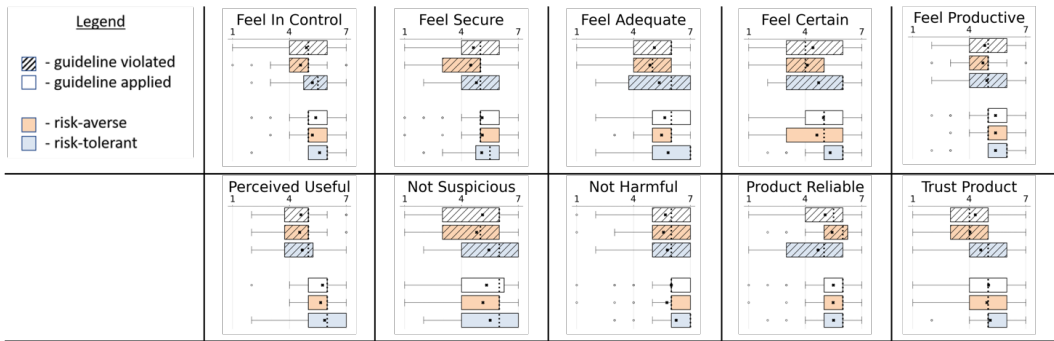 Legend
- guideline violated
- guideline applied
- risk-averse
- risk-tolerant
Feel In Control
1 4 7
Feel Secure
1 4 7
Feel Adequate
1 4 7
Feel Certain
1 4 7
Feel Productive
1 4 7
Perceived Useful
1 4 7
Not Suspicious
1 4 7
Not Harmful
1 4 7
Product Reliable
1 4 7
Trust Product
1 4 7